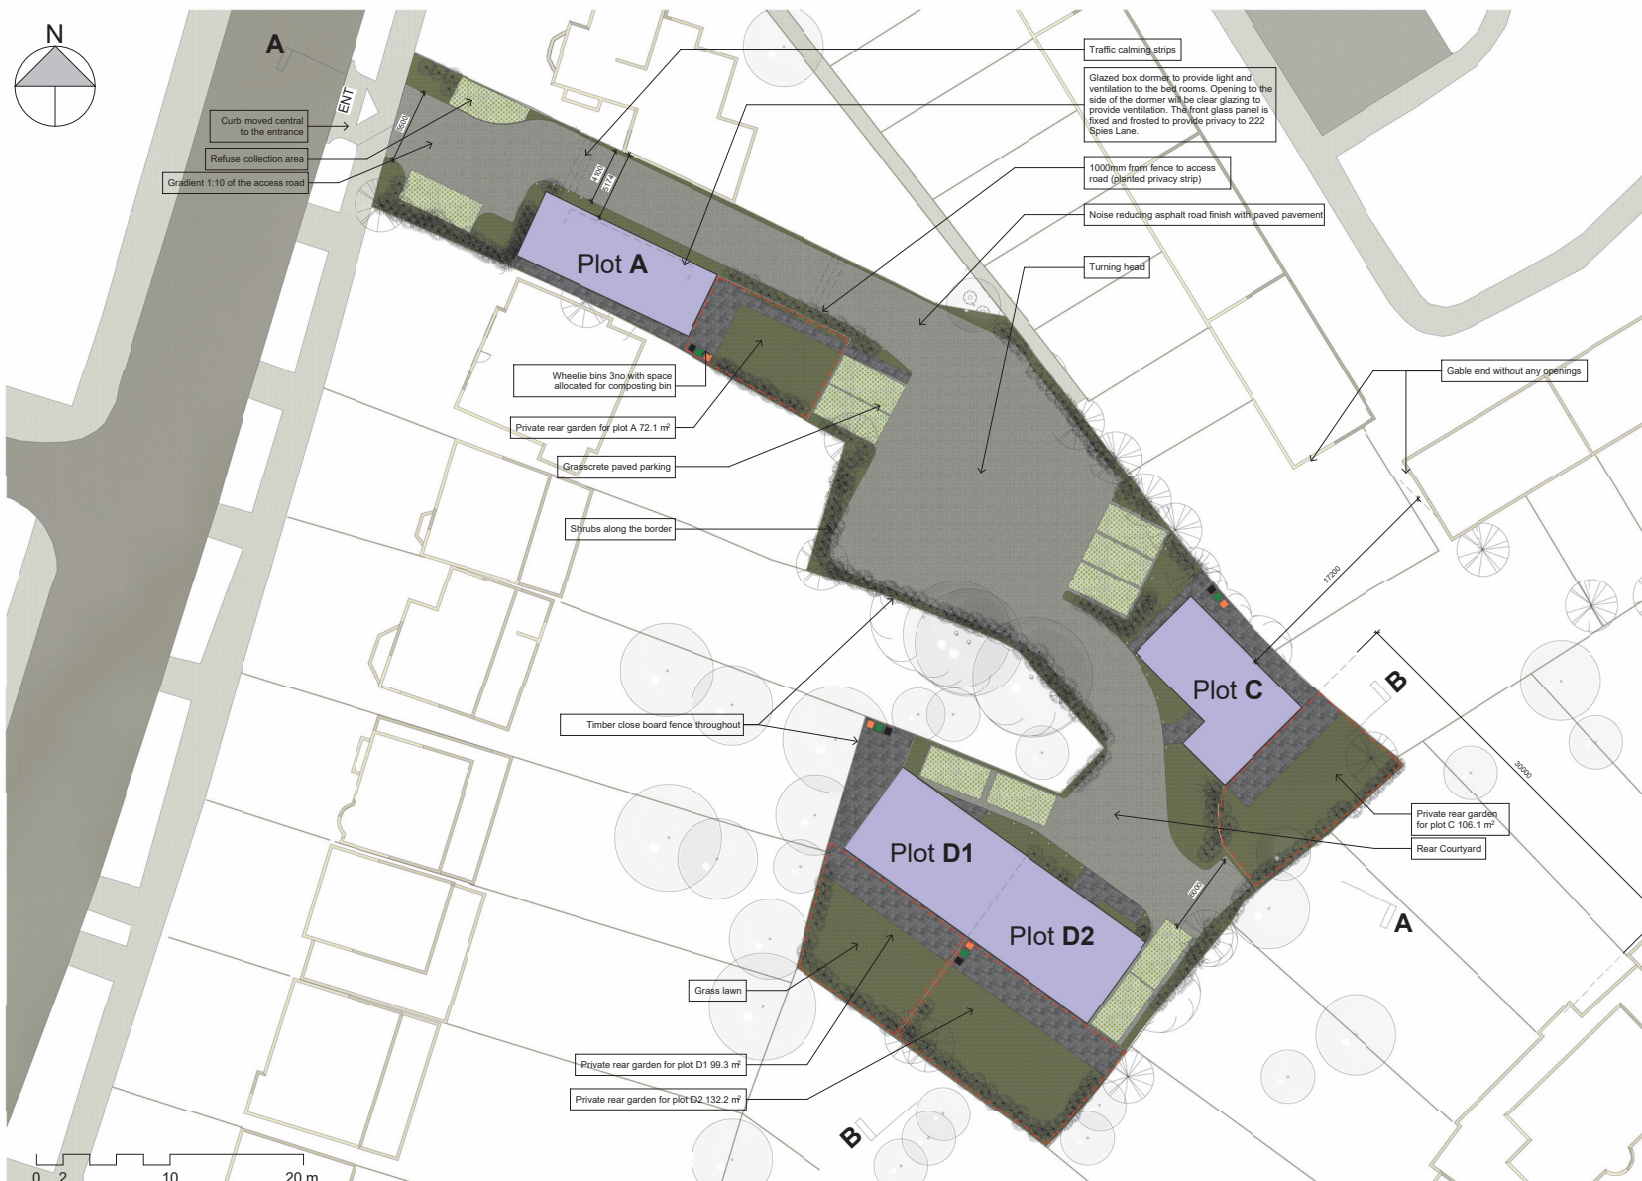 N
A
ENT
Curb moved central
to the entrance
Refuse collection area
Gradient 1:10 of the access road
5500
4100
5174
Traffic calming strips
Glazed box dormer to provide light and
ventilation to the bed rooms. Opening to the
side of the dormer will be clear glazing to
provide ventilation. The front glass panel is
fixed and frosted to provide privacy to 222
Spies Lane.
1000mm from fence to access
road (planted privacy strip)
Noise reducing asphalt road finish with paved pavement
Turning head
Plot A
Wheelie bins 3no with space
allocated for composting bin
Private rear garden for plot A 72.1 m²
Grasscrete paved parking
Shrubs along the border
Gable end without any openings
17200
Plot C
B
Timber close board fence throughout
30000
Private rear garden
for plot C 106.1 m²
Rear Courtyard
Plot D1
Plot D2
A
Grass lawn
Private rear garden for plot D1 99.3 m²
Private rear garden for plot D2 132.2 m²
B
0 2 10 20 m